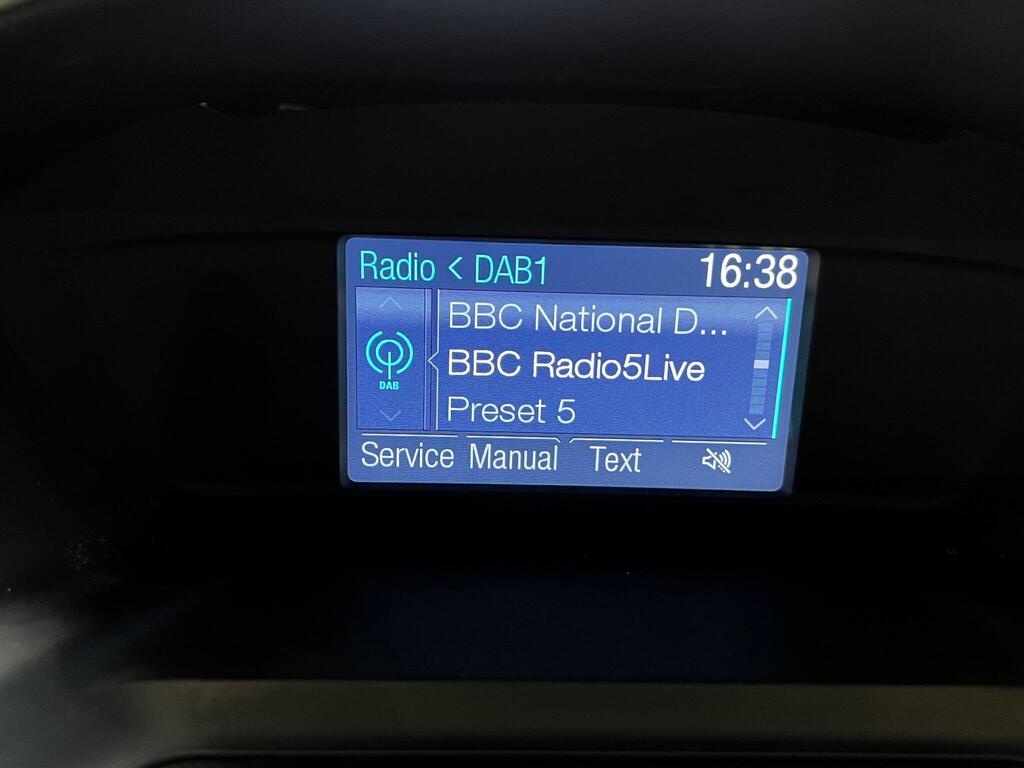 Radio < DAB1 16:38
BBC National D...
DAB
BBC Radio5Live
Preset 5
Service Manual Text